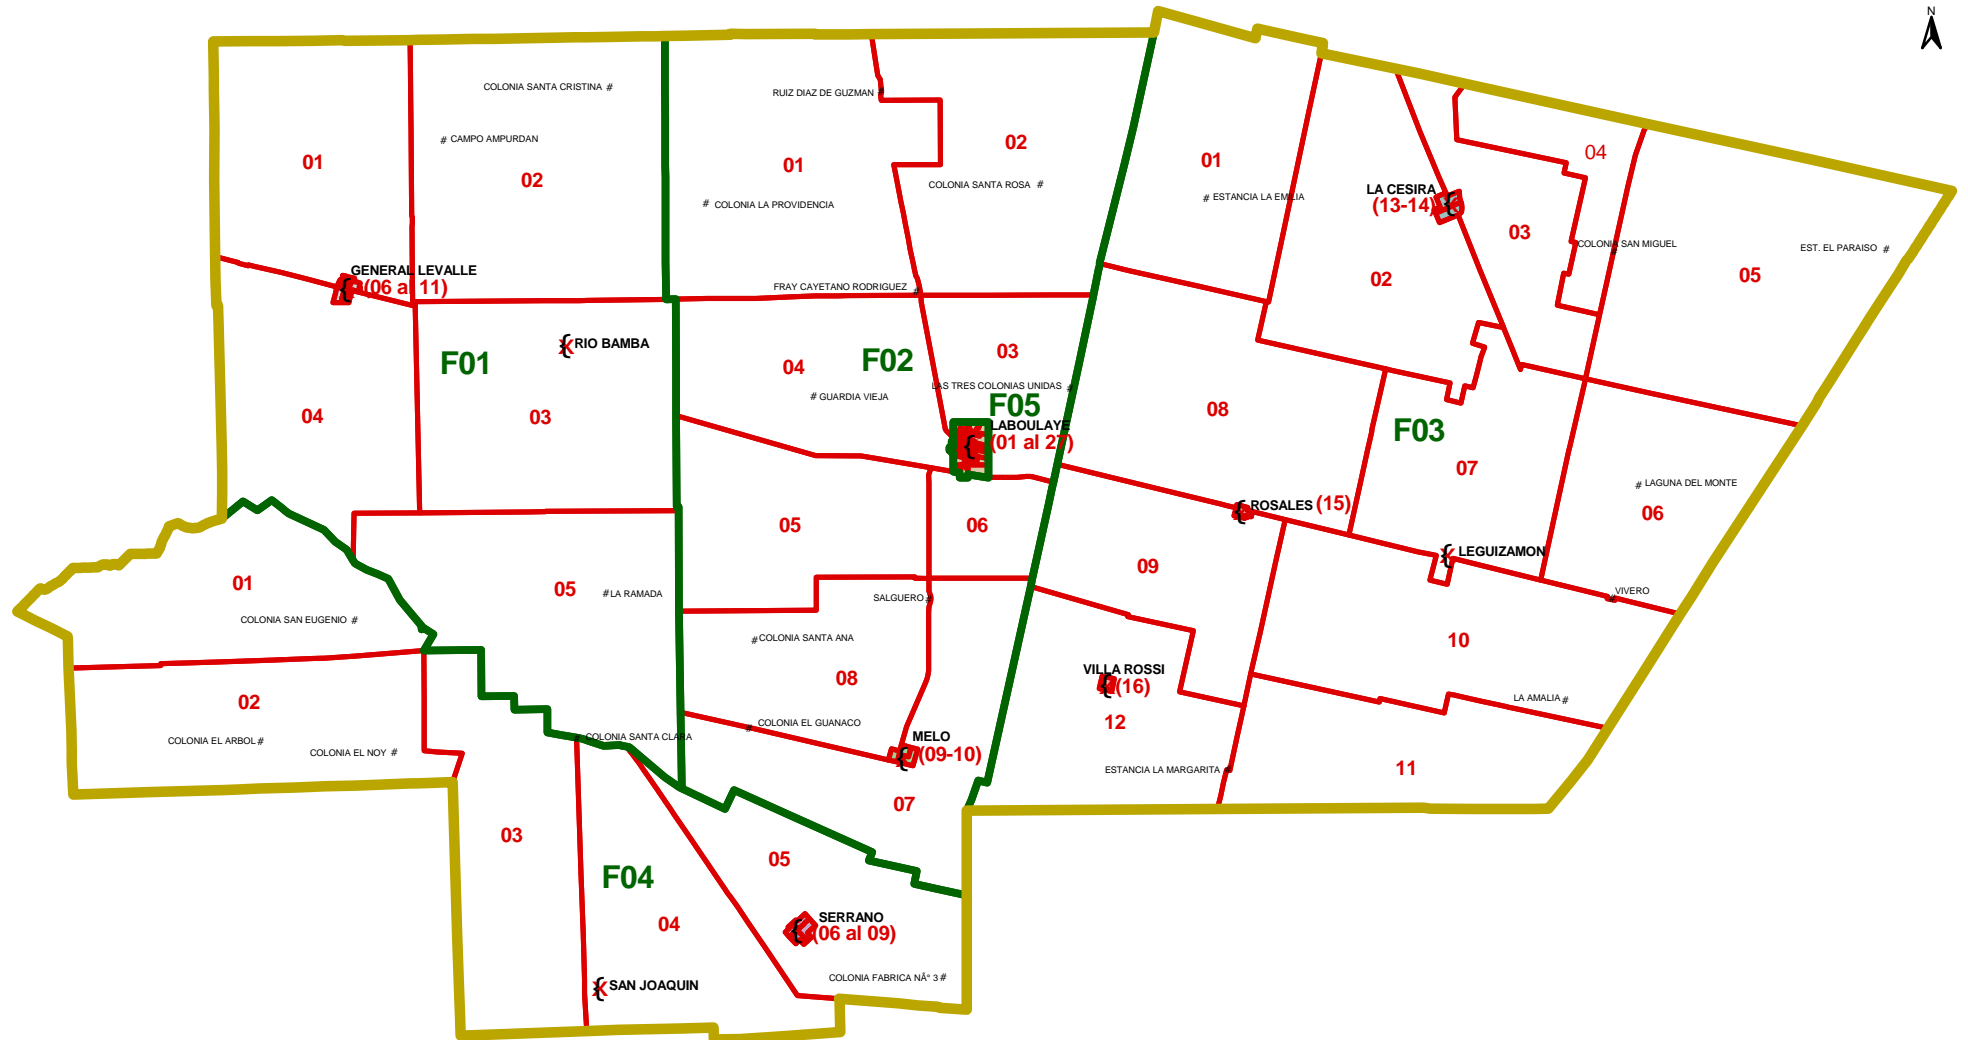 N
COLONIA SANTA CRISTINA #
# CAMPO AMPURDAN
01
02
GENERAL LEVALLE
(06 al 11)
RIO BAMBA
F01
04
03
05
# LA RAMADA
RUIZ DIAZ DE GUZMAN #
01
02
COLONIA SANTA ROSA #
# COLONIA LA PROVIDENCIA
FRAY CAYETANO RODRIGUEZ #
04
F02
03
# GUARDIA VIEJA
LAS TRES COLONIAS UNIDAS #
F05
LABOULAYE
(01 al 27)
05
06
SALGUERO #
# COLONIA SANTA ANA
08
# COLONIA EL GUANACO
MELO
(09-10)
07
01
# ESTANCIA LA EMILIA
LA CESIRA
(13-14)
04
03
02
COLONIA SAN MIGUEL
#
EST. EL PARAISO #
05
08
F03
07
# LAGUNA DEL MONTE
06
ROSALES (15)
LEGUIZAMON
09
# VIVERO
10
VILLA ROSSI
(16)
12
LA AMALIA #
ESTANCIA LA MARGARITA #
11
01
COLONIA SAN EUGENIO #
02
COLONIA EL ARBOL #
COLONIA EL NOY #
# COLONIA SANTA CLARA
03
05
F04
04
SERRANO
(06 al 09)
COLONIA FABRICA NÂ° 3 #
SAN JOAQUIN